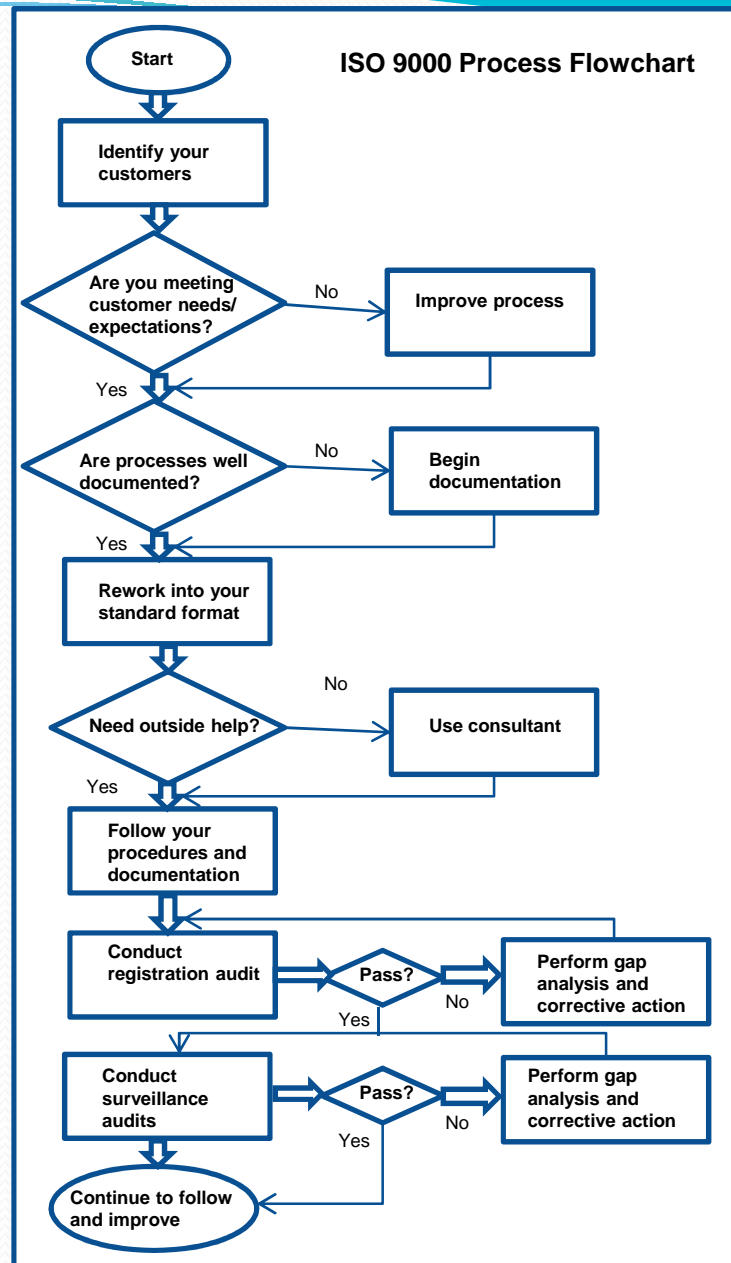 Start
ISO 9000 Process Flowchart
Identify your
customers
Are you meeting
customer needs/
expectations?
No
Improve process
Yes
Are processes well
documented?
No
Begin
documentation
Yes
Rework into your
standard format
Need outside help?
No
Use consultant
Yes
Follow your
procedures and
documentation
Conduct
registration audit
Pass?
No
Perform gap
analysis and
corrective action
Yes
Conduct
surveillance
audits
Pass?
No
Perform gap
analysis and
corrective action
Yes
Continue to follow
and improve